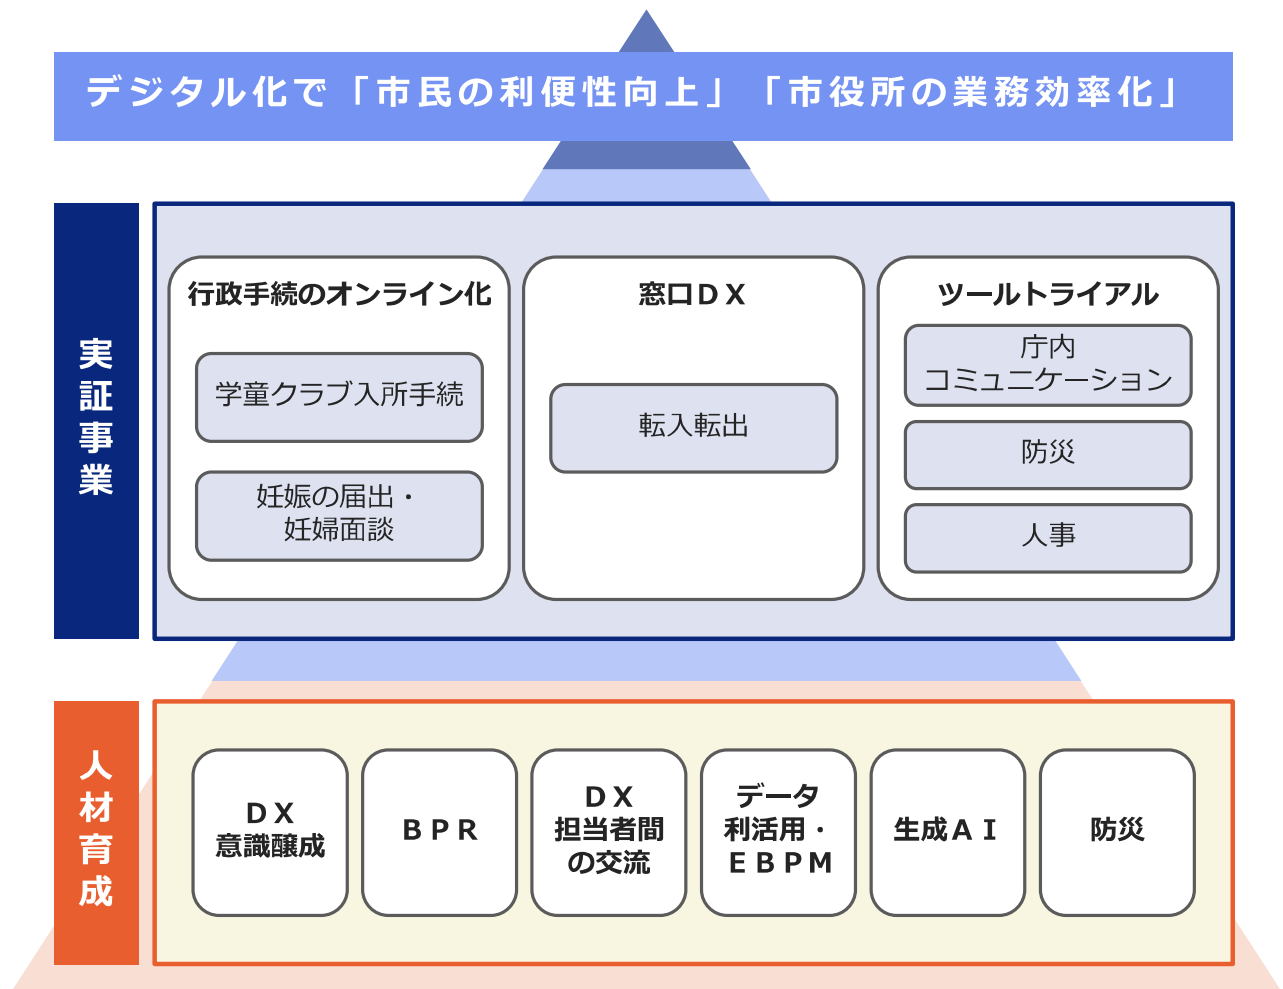 デジタル化で「市民の利便性向上」「市役所の業務効率化」
実証事業
行政手続のオンライン化
学童クラブ入所手続
妊娠の届出・
妊婦面談
窓口ＤＸ
転入転出
ツールトライアル
庁内
コミュニケーション
防災
人事
人材育成
ＤＸ
意識醸成
ＢＰＲ
ＤＸ
担当者間
の交流
データ
利活用・
ＥＢＰＭ
生成ＡＩ
防災